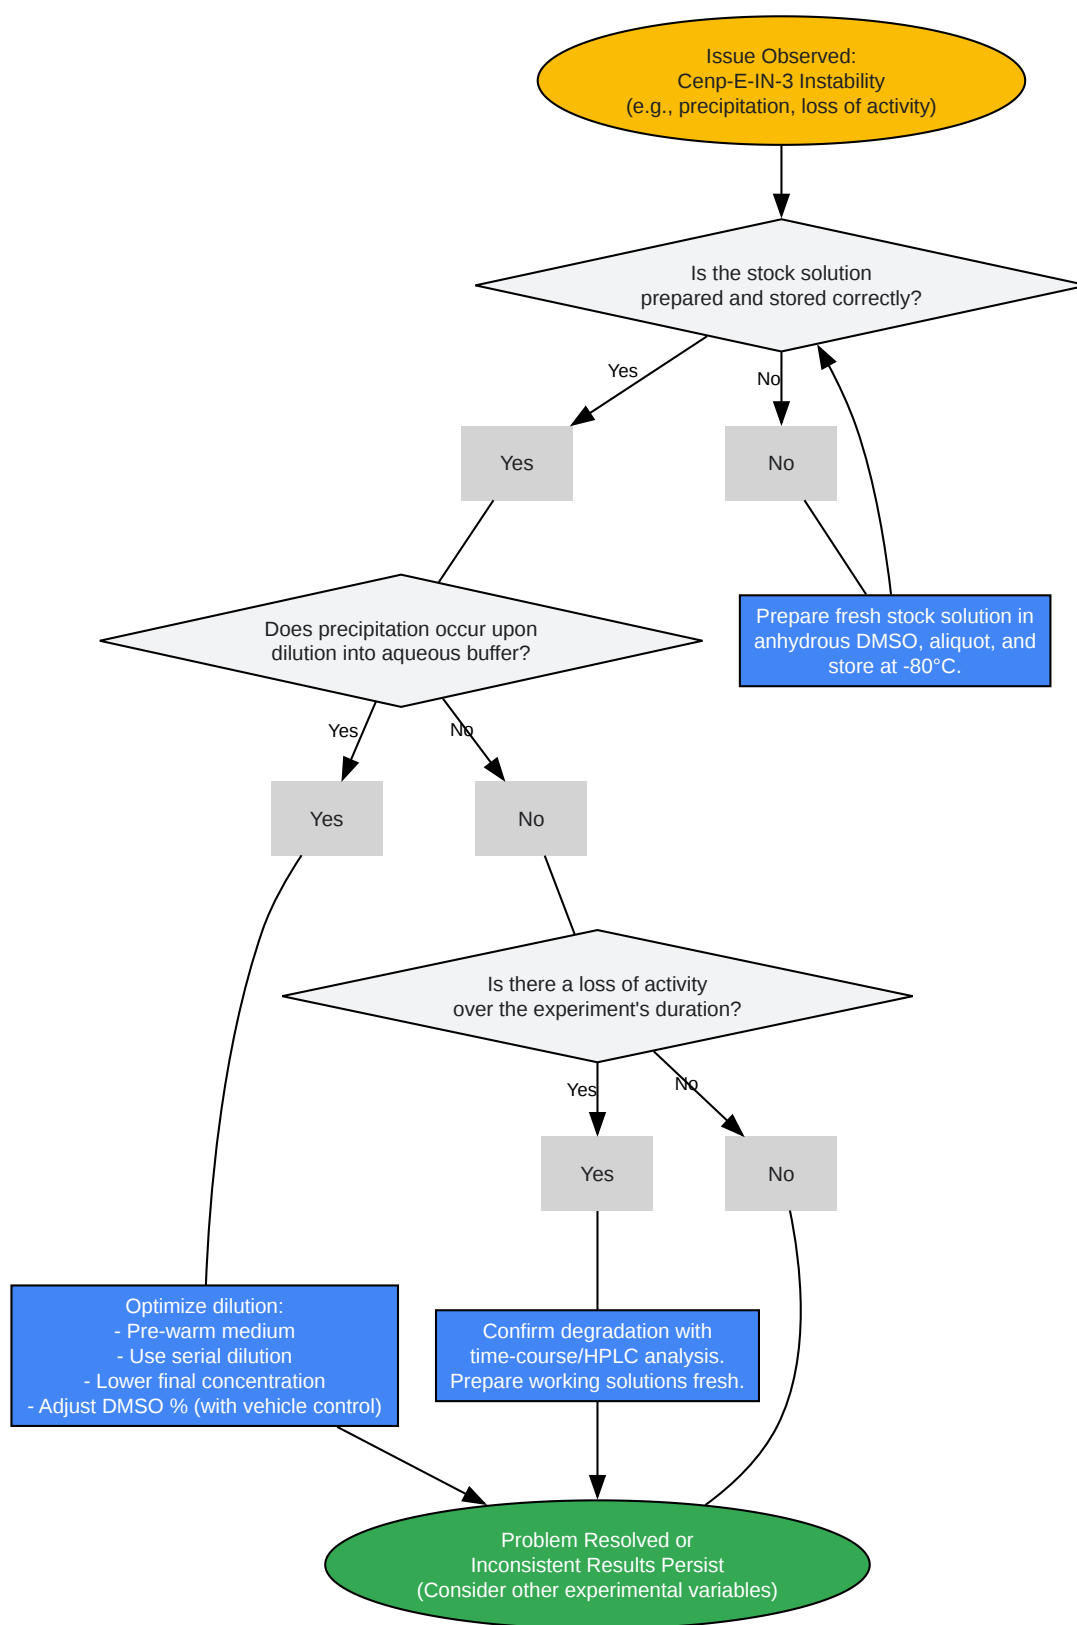 Issue Observed:
Cenp-E-IN-3 Instability
(e.g., precipitation, loss of activity)
Is the stock solution
prepared and stored correctly?
Yes
No
Yes
No
Prepare fresh stock solution in
anhydrous DMSO, aliquot, and
store at -80°C.
Does precipitation occur upon
dilution into aqueous buffer?
Yes
No
Yes
No
Is there a loss of activity
over the experiment's duration?
Yes
No
Yes
No
Optimize dilution:
- Pre-warm medium
- Use serial dilution
- Lower final concentration
- Adjust DMSO % (with vehicle control)
Confirm degradation with
time-course/HPLC analysis.
Prepare working solutions fresh.
Problem Resolved or
Inconsistent Results Persist
(Consider other experimental variables)